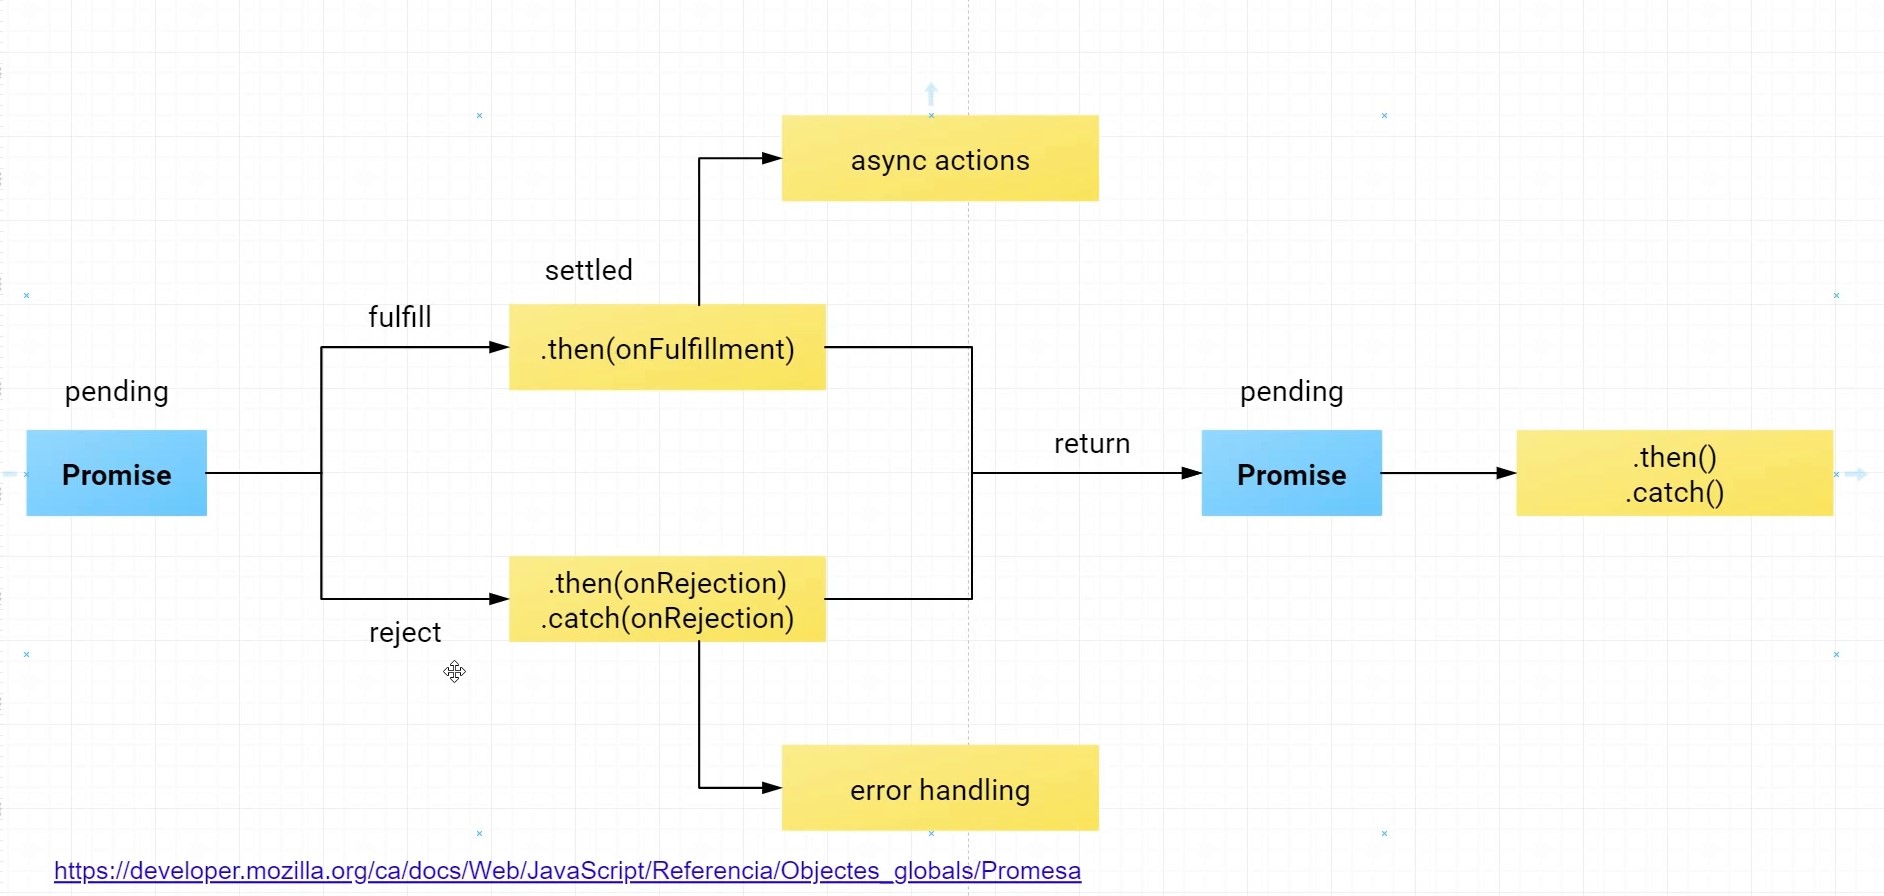 async actions
settled
fulfill
.then(onFulfillment)
pending
Promise
reject
.then(onRejection)
.catch(onRejection)
error handling
return
pending
Promise
.then()
.catch()
https://developer.mozilla.org/ca/docs/Web/JavaScript/Referencia/Objectes_globals/Promesa